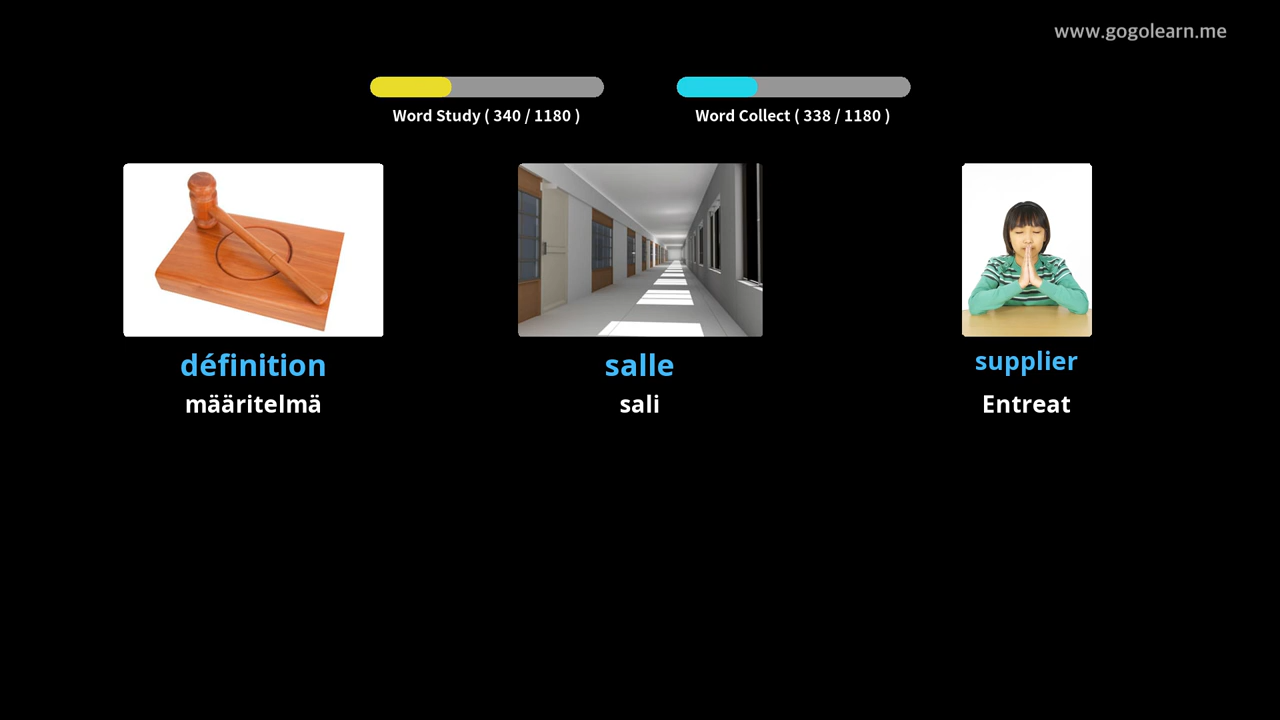 www.gogolearn.me
Word Study ( 340 / 1180 )
Word Collect ( 338 / 1180 )
définition
salle
supplier
määritelmä
sali
Entreat